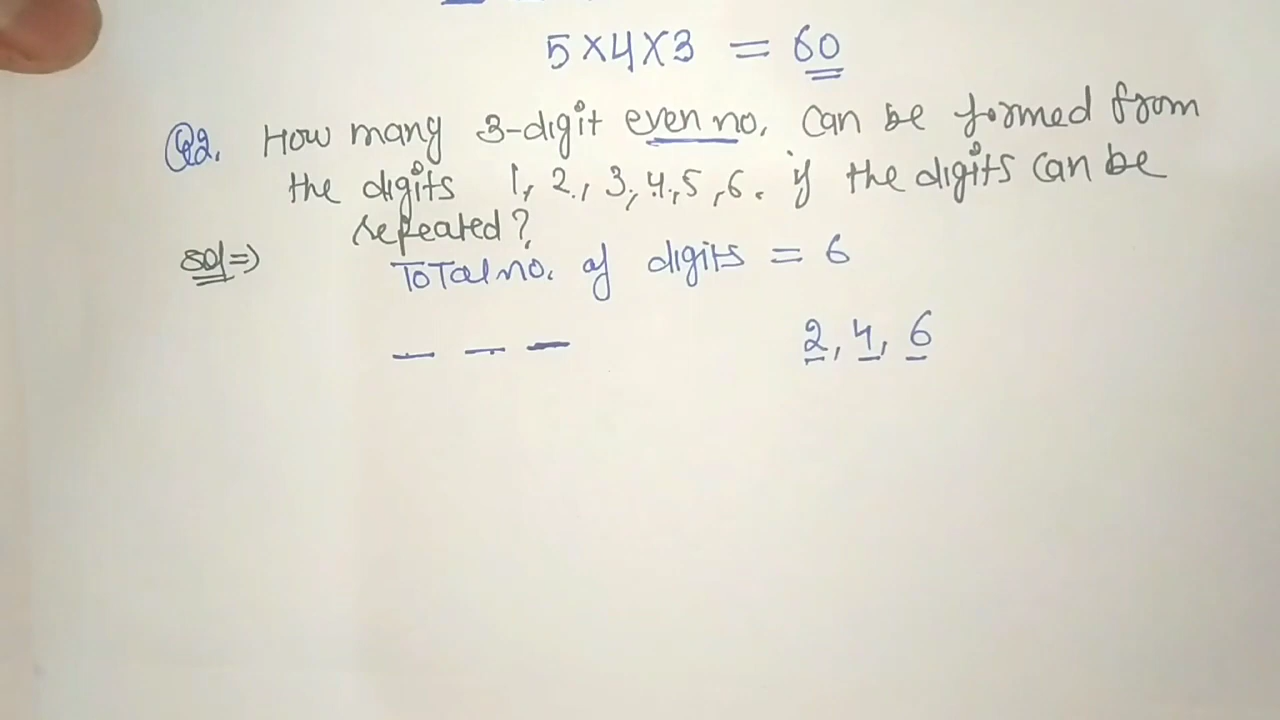 5×4×3 = 60
Q2. How many 3-digit even no. can be formed from
the digits 1, 2, 3, 4, 5, 6. if the digits can be
repeated?
Sol⇒ Total no. of digits = 6
_ _ _ 2, 4, 6